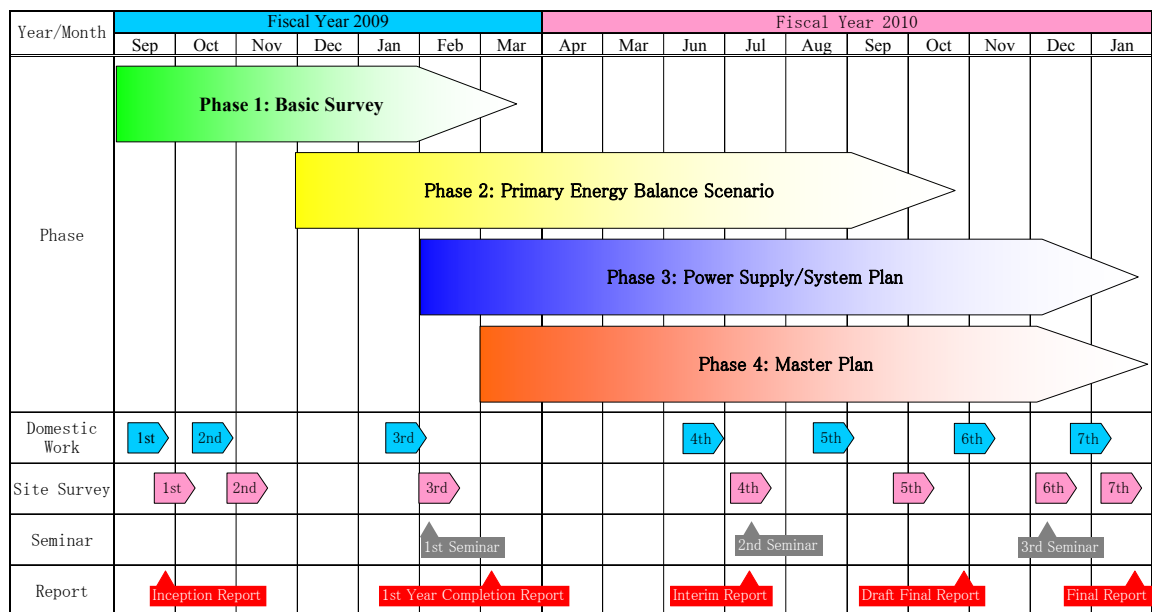 Year/Month
Fiscal Year 2009
Fiscal Year 2010
Sep Oct Nov Dec Jan Feb Mar Apr Mar Jun Jul Aug Sep Oct Nov Dec Jan
Phase
Phase 1: Basic Survey
Phase 2: Primary Energy Balance Scenario
Phase 3: Power Supply/System Plan
Phase 4: Master Plan
Domestic
Work
1st 2nd 3rd 4th 5th 6th 7th
Site Survey
1st 2nd 3rd 4th 5th 6th 7th
Seminar
1st Seminar 2nd Seminar 3rd Seminar
Report
Inception Report 1st Year Completion Report Interim Report Draft Final Report Final Report